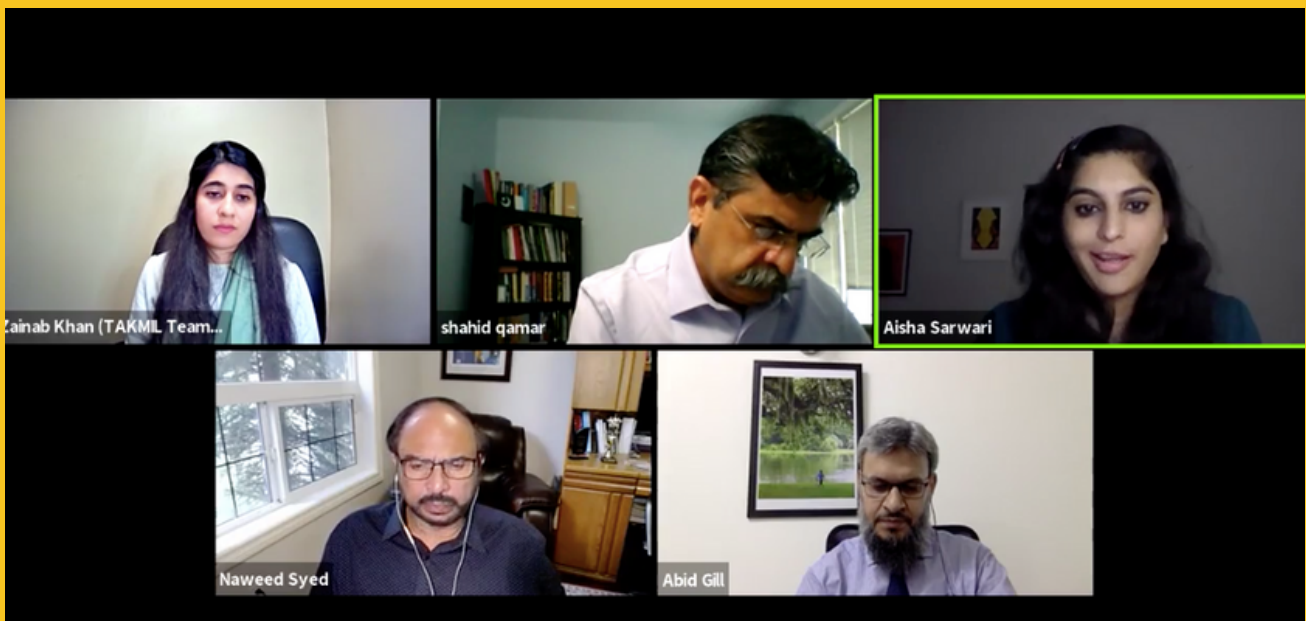 Zainab Khan (TAKMIL Team...
shahid qamar
Aisha Sarwari
Naweed Syed
Abid Gill